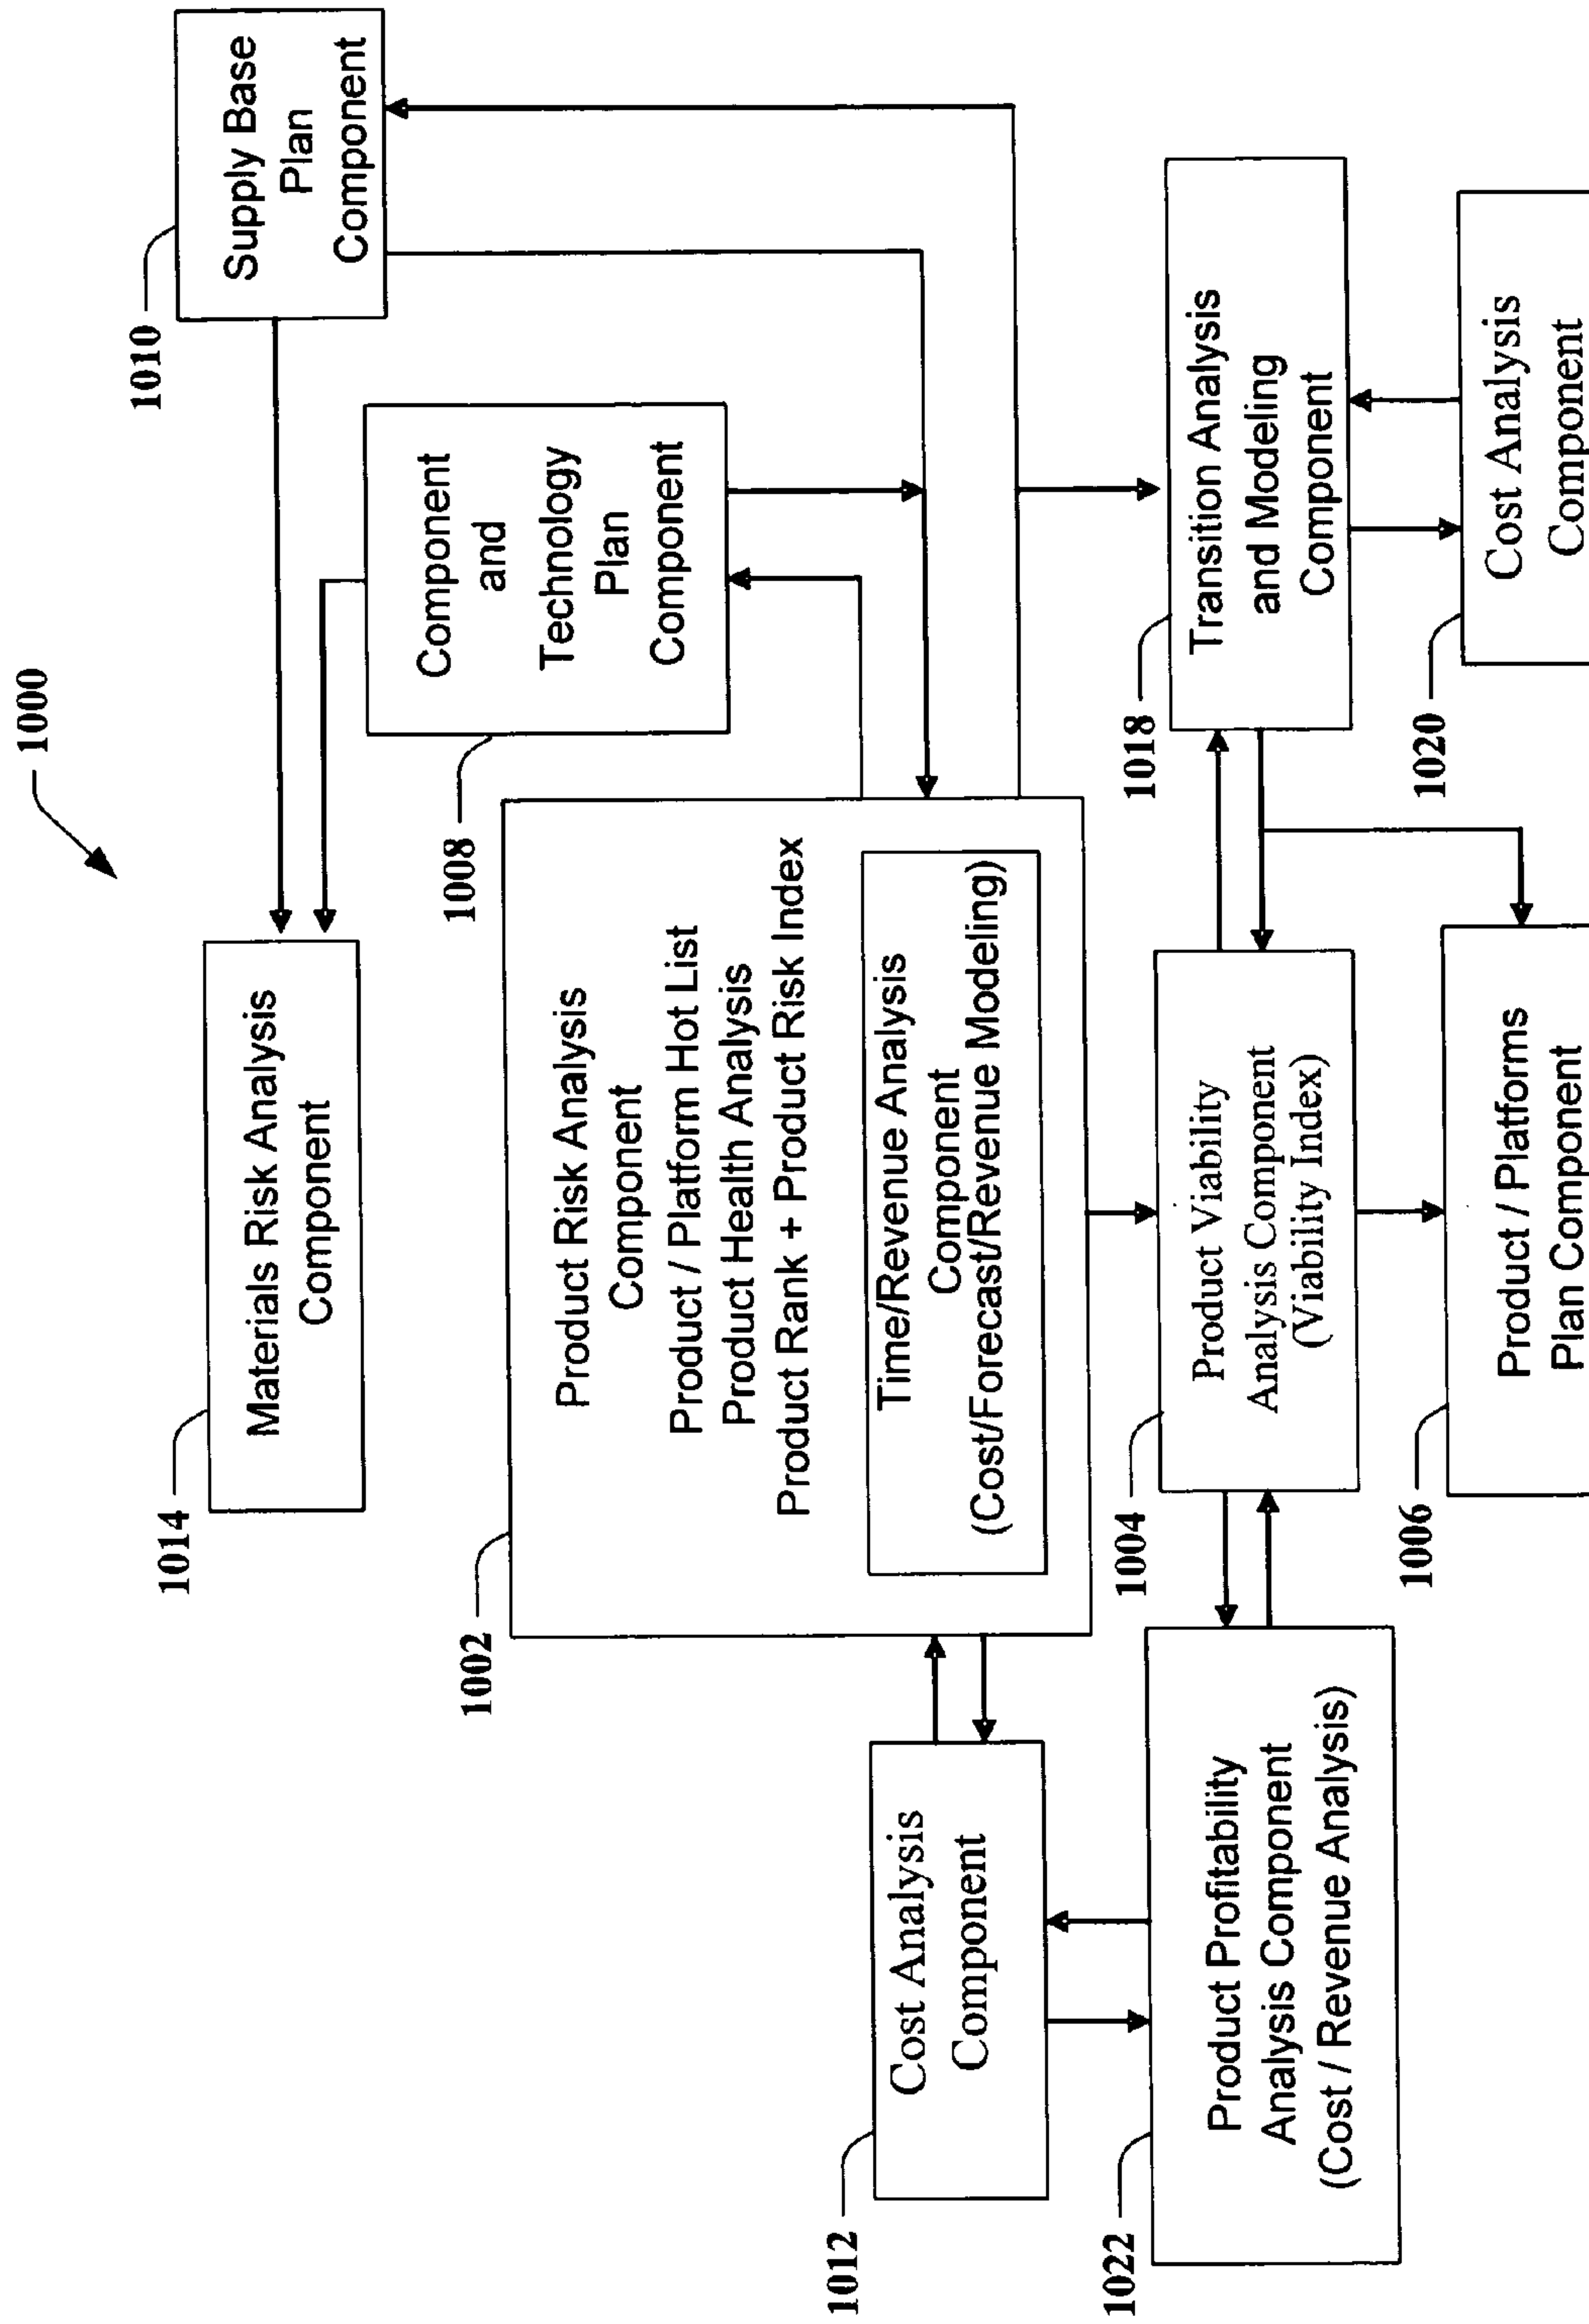 1000
1014
Materials Risk Analysis
Component
1010
Supply Base
Plan
Component
1008
Component
and
Technology
Plan
Component
1002
Product Risk Analysis
Component
Product / Platform Hot List
Product Health Analysis
Product Rank + Product Risk Index
Time/Revenue Analysis
Component
(Cost/Forecast/Revenue Modeling)
1012
Cost Analysis
Component
1022
Product Profitability
Analysis Component
(Cost / Revenue Analysis)
1004
Product Viability
Analysis Component
(Viability Index)
1018
Transition Analysis
and Modeling
Component
1006
Product / Platforms
Plan Component
1020
Cost Analysis
Component